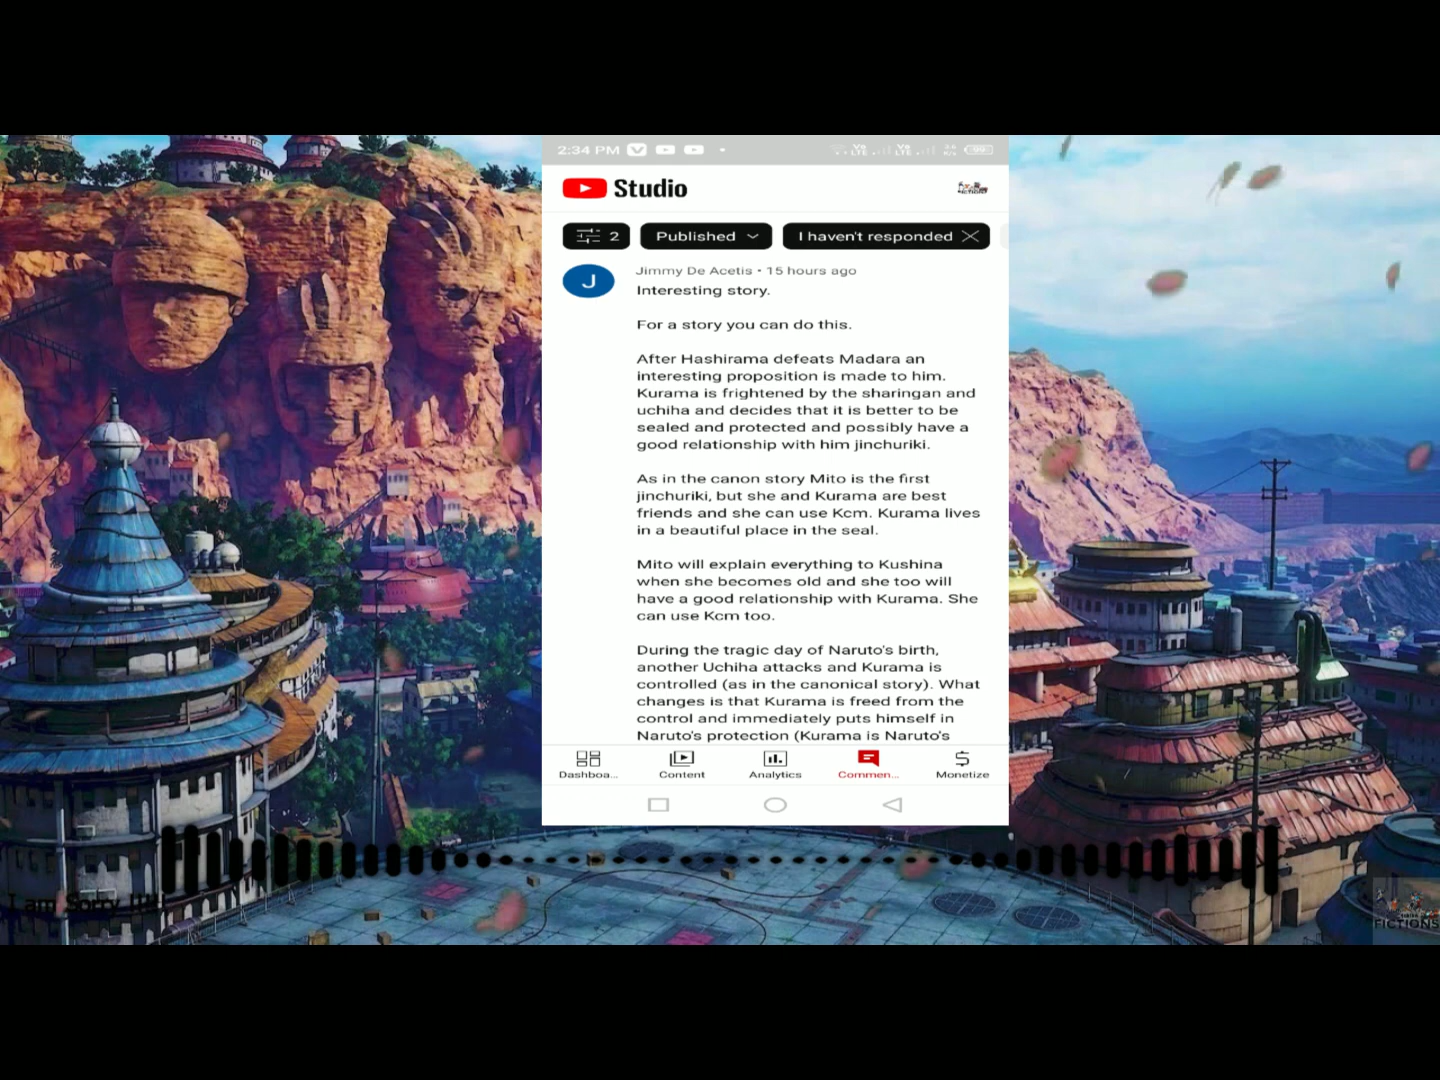 2:34 PM
Studio
2
Published
I haven't responded
J
Jimmy De Acetis • 15 hours ago
Interesting story.
For a story you can do this.
After Hashirama defeats Madara an
interesting proposition is made to him.
Kurama is frightened by the sharingan and
uchiha and decides that it is better to be
sealed and protected and possibly have a
good relationship with him jinchuriki.
As in the canon story Mito is the first
jinchuriki, but she and Kurama are best
friends and she can use Kcm. Kurama lives
in a beautiful place in the seal.
Mito will explain everything to Kushina
when she becomes old and she too will
have a good relationship with Kurama. She
can use Kcm too.
During the tragic day of Naruto's birth,
another Uchiha attacks and Kurama is
controlled (as in the canonical story). What
changes is that Kurama is freed from the
control and immediately puts himself in
Naruto's protection (Kurama is Naruto's
Dashboa...
Content
Analytics
Commen...
Monetize
I am Sorry !!!!
FICTIONS